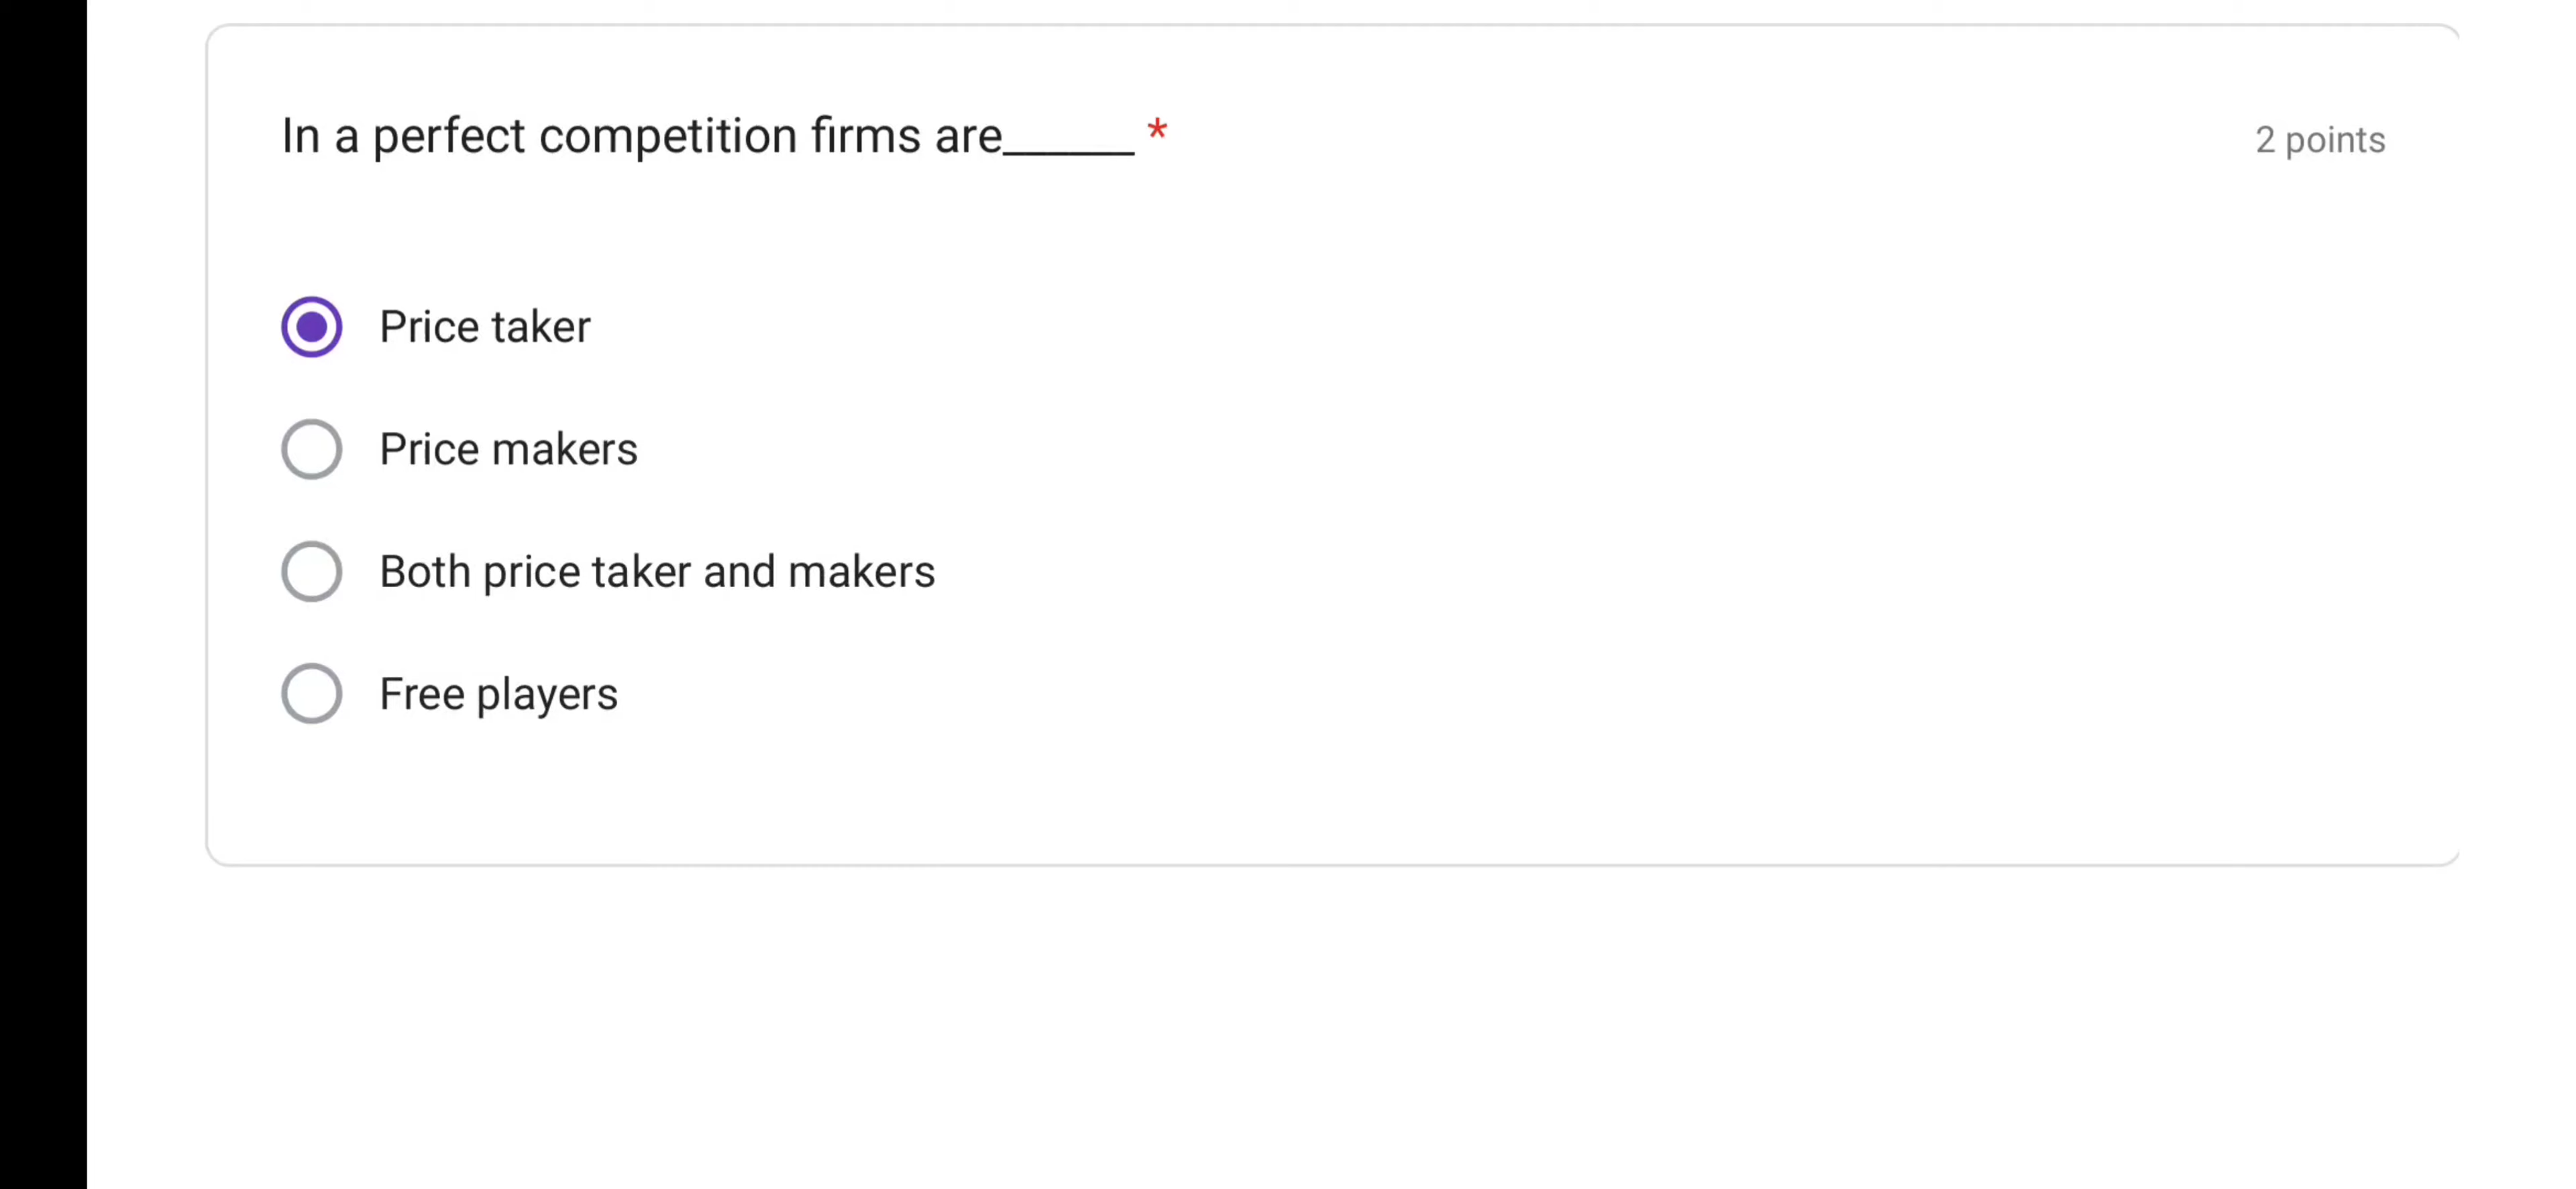 In a perfect competition firms are______ *
2 points
Price taker
Price makers
Both price taker and makers
Free players